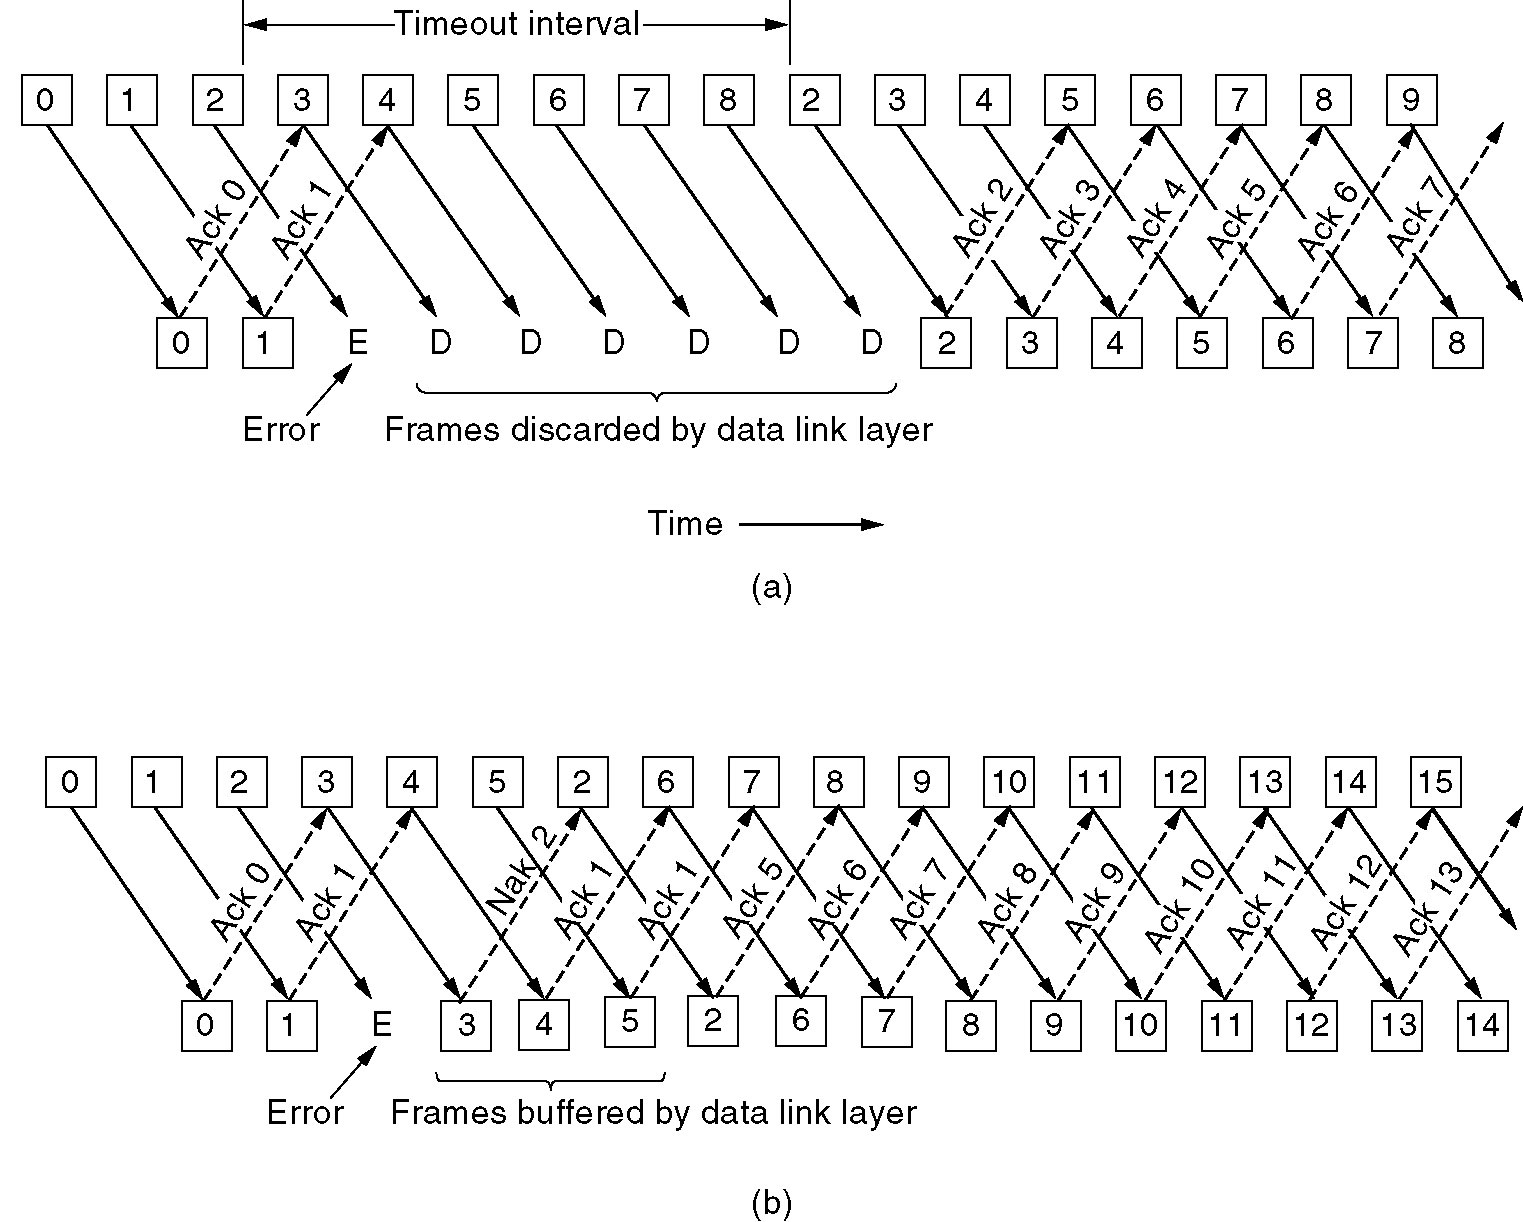 Timeout interval
0 1 2 3 4 5 6 7 8 2 3 4 5 6 7 8 9
Ack 0 Ack 1 Ack 2 Ack 3 Ack 4 Ack 5 Ack 6 Ack 7
0 1 E D D D D D D 2 3 4 5 6 7 8
Error Frames discarded by data link layer
Time
(a)
0 1 2 3 4 5 2 6 7 8 9 10 11 12 13 14 15
Ack 0 Ack 1 Nak 2 Ack 1 Ack 1 Ack 5 Ack 6 Ack 7 Ack 8 Ack 9 Ack 10 Ack 11 Ack 12 Ack 13
0 1 E 3 4 5 2 6 7 8 9 10 11 12 13 14
Error Frames buffered by data link layer
(b)